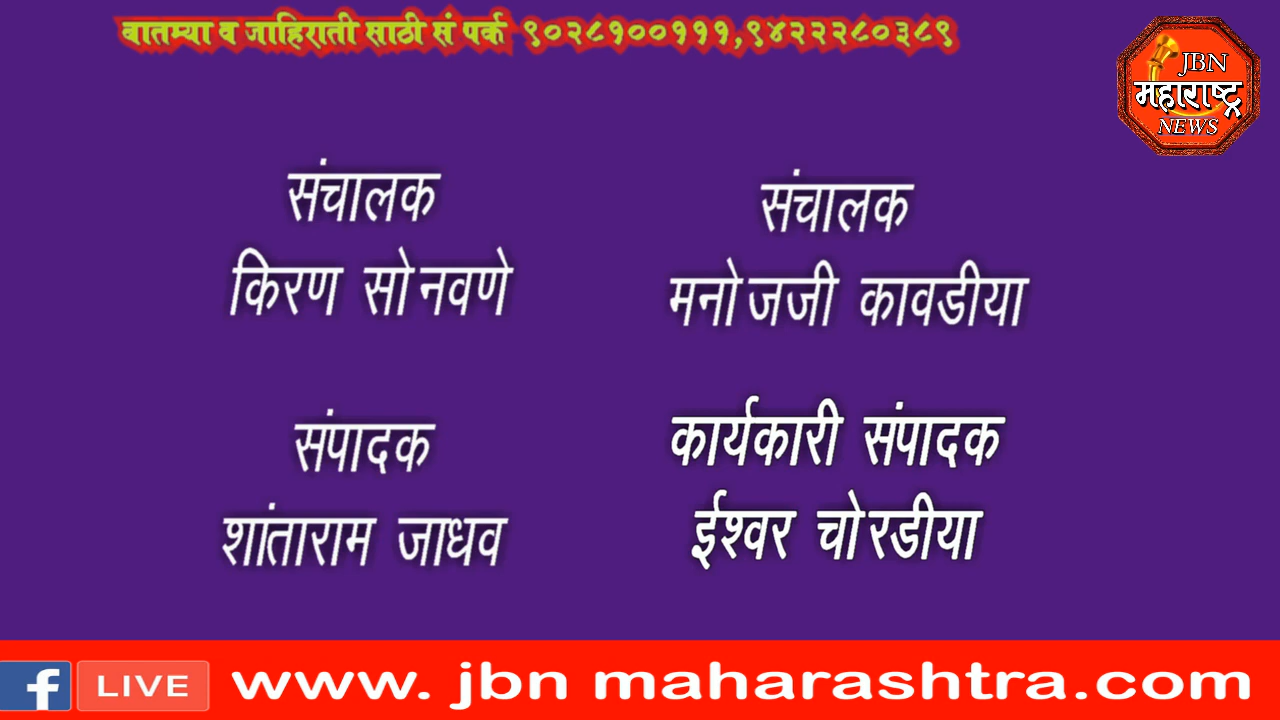 बातम्या व जाहिराती साठी सं पर्क ९०२८१००१११,९४२२२८०३८९
JBN
महाराष्ट्र
NEWS
संचालक
किरण सोनवणे
संचालक
मनोजजी कावडीया
संपादक
शांताराम जाधव
कार्यकारी संपादक
ईश्वर चोरडीया
f LIVE www. jbn maharashtra.com